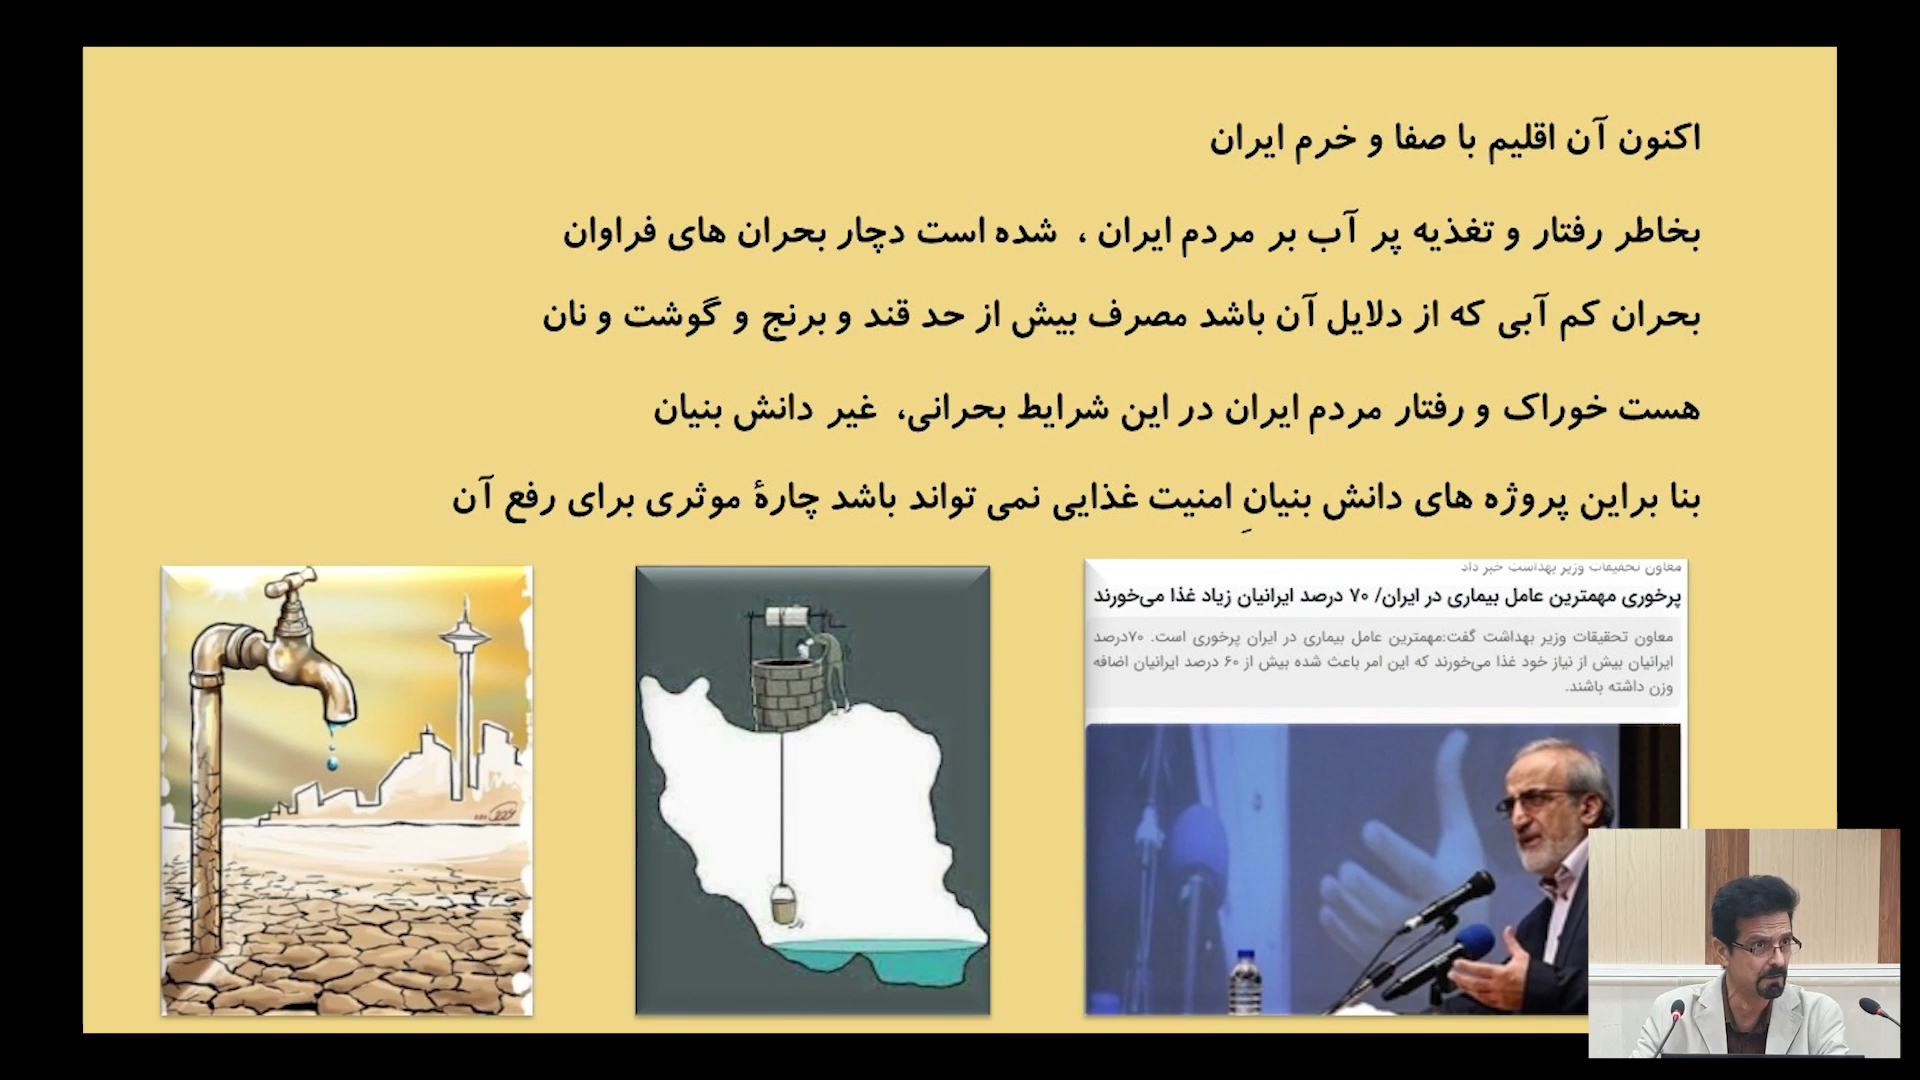 اکنون آن اقلیم با صفا و خرم ایران
بخاطر رفتار و تغذیه پر آب بر مردم ایران ، شده است دچار بحران های فراوان
بحران کم آبی که از دلایل آن باشد مصرف بیش از حد قند و برنج و گوشت و نان
هست خوراک و رفتار مردم ایران در این شرایط بحرانی، غیر دانش بنیان
بنا براین پروژه های دانش بنیانِ امنیت غذایی نمی تواند باشد چارۀ موثری برای رفع آن
معاون تحقیقات وزیر بهداشت خبر داد
پرخوری مهمترین عامل بیماری در ایران/ ۷۰ درصد ایرانیان زیاد غذا می‌خورند
معاون تحقیقات وزیر بهداشت گفت:مهمترین عامل بیماری در ایران پرخوری است. ۷۰درصد
ایرانیان بیش از نیاز خود غذا می‌خورند که این امر باعث شده بیش از ۶۰ درصد ایرانیان اضافه
وزن داشته باشند.